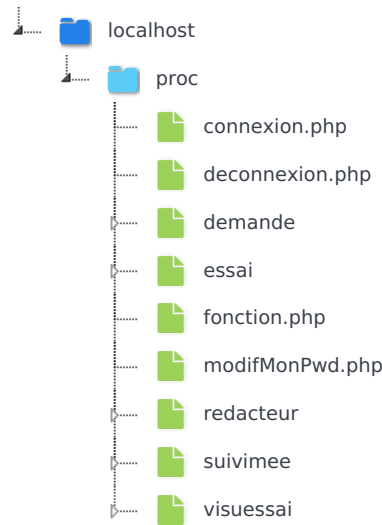 localhost
proc
connexion.php
deconnexion.php
demande
essai
fonction.php
modifMonPwd.php
redacteur
suivimee
visuessai